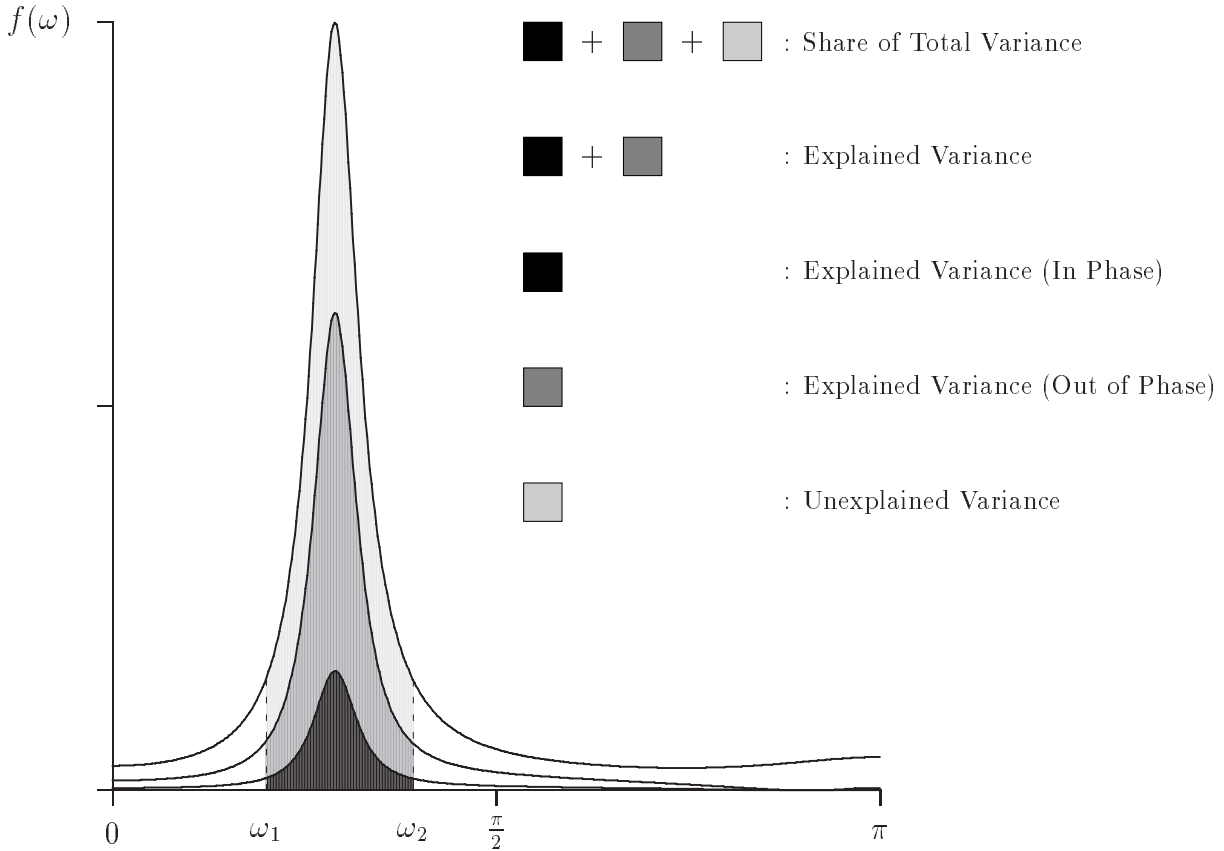 f(ω)
+ + : Share of Total Variance
+ : Explained Variance
: Explained Variance (In Phase)
: Explained Variance (Out of Phase)
: Unexplained Variance
0 ω₁ ω₂ π/2 π